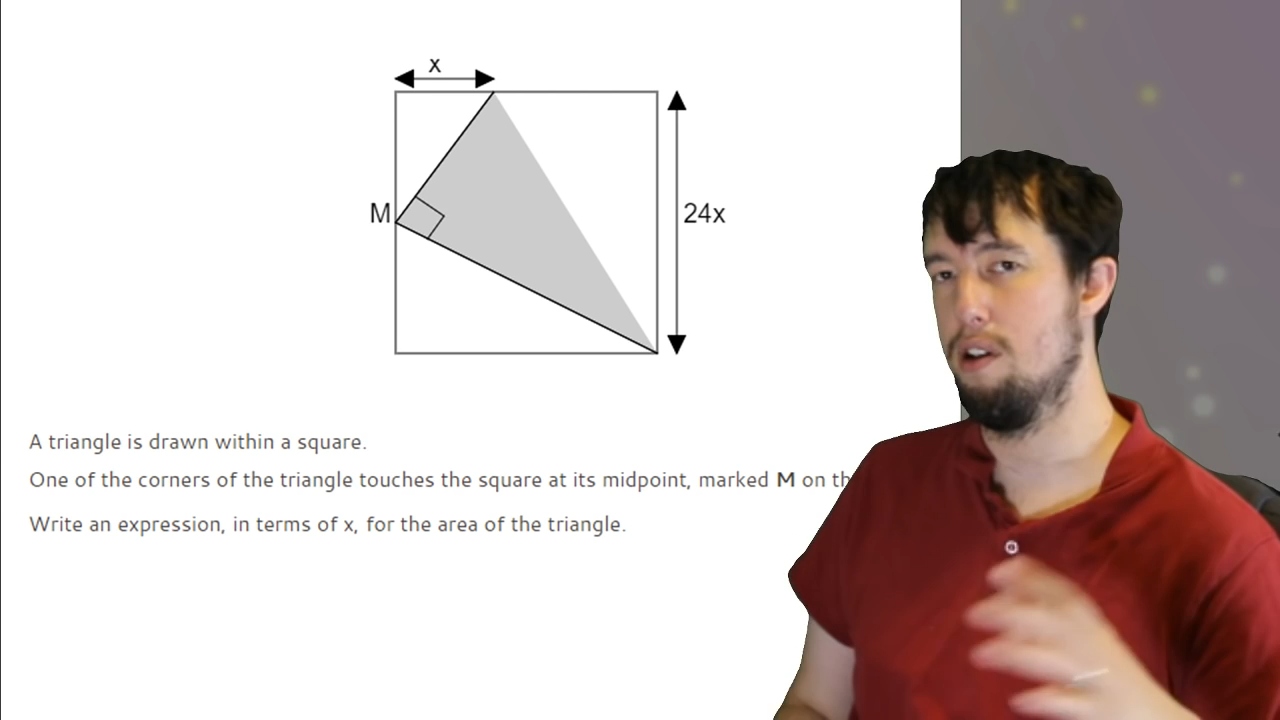 x
M
24x
A triangle is drawn within a square.
One of the corners of the triangle touches the square at its midpoint, marked M on
Write an expression, in terms of x, for the area of the triangle.